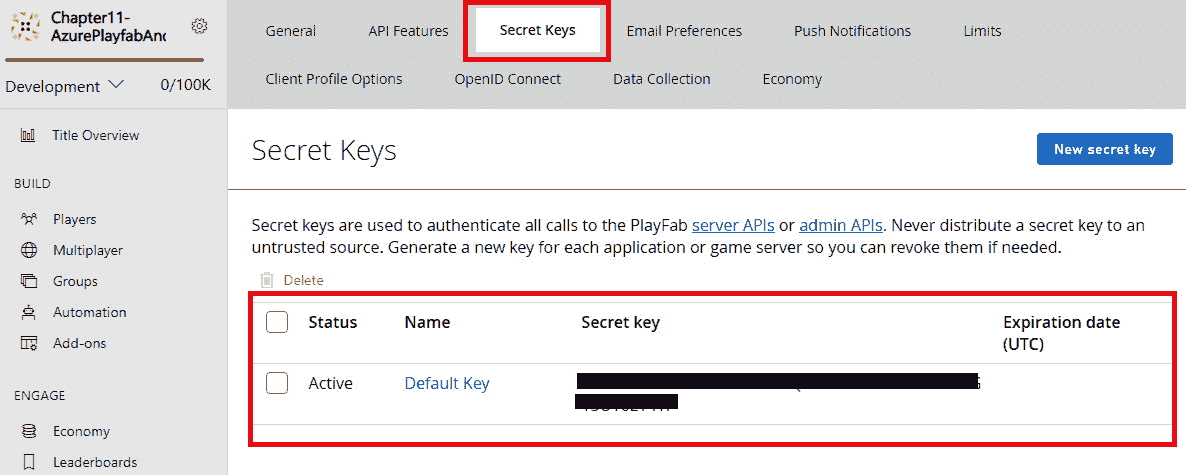 Chapter11-
AzurePlayfabAnc
Development
0/100K
Title Overview
BUILD
Players
Multiplayer
Groups
Automation
Add-ons
ENGAGE
Economy
Leaderboards
General API Features Secret Keys Email Preferences Push Notifications Limits
Client Profile Options OpenID Connect Data Collection Economy
Secret Keys
New secret key
Secret keys are used to authenticate all calls to the PlayFab server APIs or admin APIs. Never distribute a secret key to an
untrusted source. Generate a new key for each application or game server so you can revoke them if needed.
Delete
Status Name Secret key Expiration date
(UTC)
Active Default Key